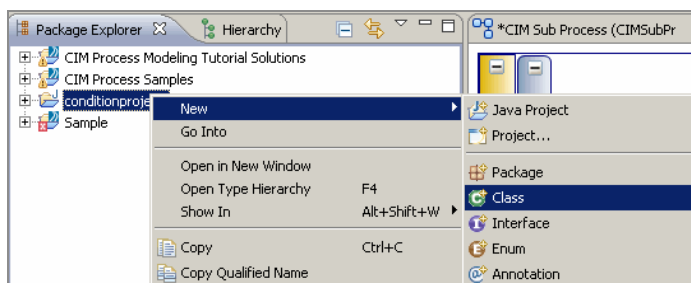 Package Explorer Hierarchy *CIM Sub Process (CIMSubPr
CIM Process Modeling Tutorial Solutions
CIM Process Samples
conditionproje
Sample
New
Go Into
Open in New Window
Open Type Hierarchy F4
Show In Alt+Shift+W
Copy Ctrl+C
Copy Qualified Name
Java Project
Project...
Package
Class
Interface
Enum
Annotation